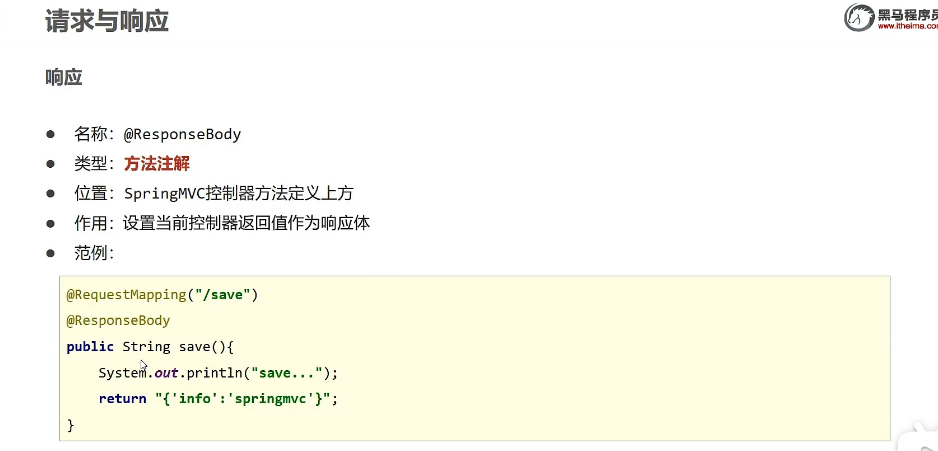 请求与响应
黑马程序员
www.itheima.com
响应
● 名称：@ResponseBody
● 类型：方法注解
● 位置：SpringMVC控制器方法定义上方
● 作用：设置当前控制器返回值作为响应体
● 范例：
@RequestMapping("/save")
@ResponseBody
public String save(){
    System.out.println("save...");
    return "{'info':'springmvc'}";
}